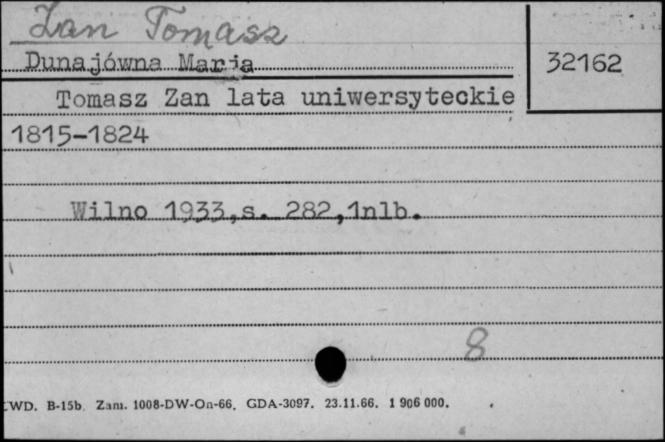 Zan Tomasz
Dunajówna Maria
32162
Tomasz Zan lata uniwersyteckie
1815-1824
Wilno 1933,s. 282,1nlb.
8
WD. B-15b. Zam. 1008-DW-On-66. GDA-3097. 23.11.66. 1 906 000.